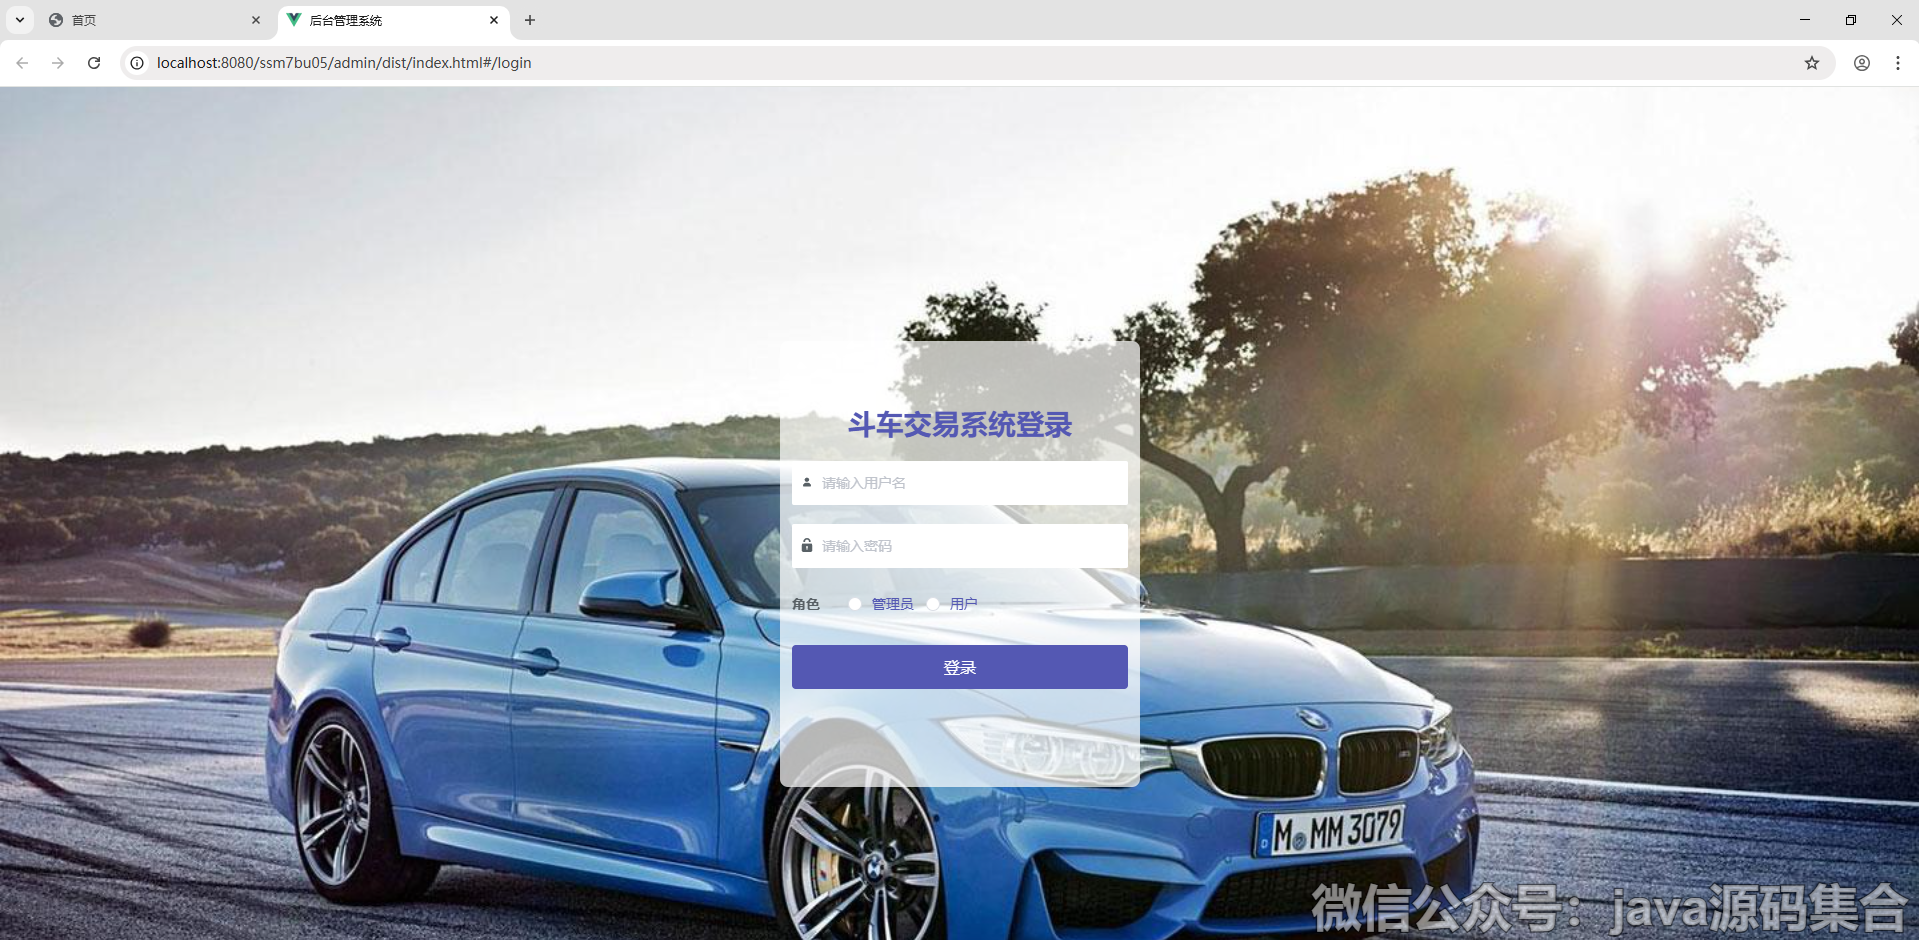 首页
后台管理系统
localhost:8080/ssm7bu05/admin/dist/index.html#/login
斗车交易系统登录
请输入用户名
请输入密码
角色 管理员 用户
登录
M MM 3079
微信公众号：java源码集合